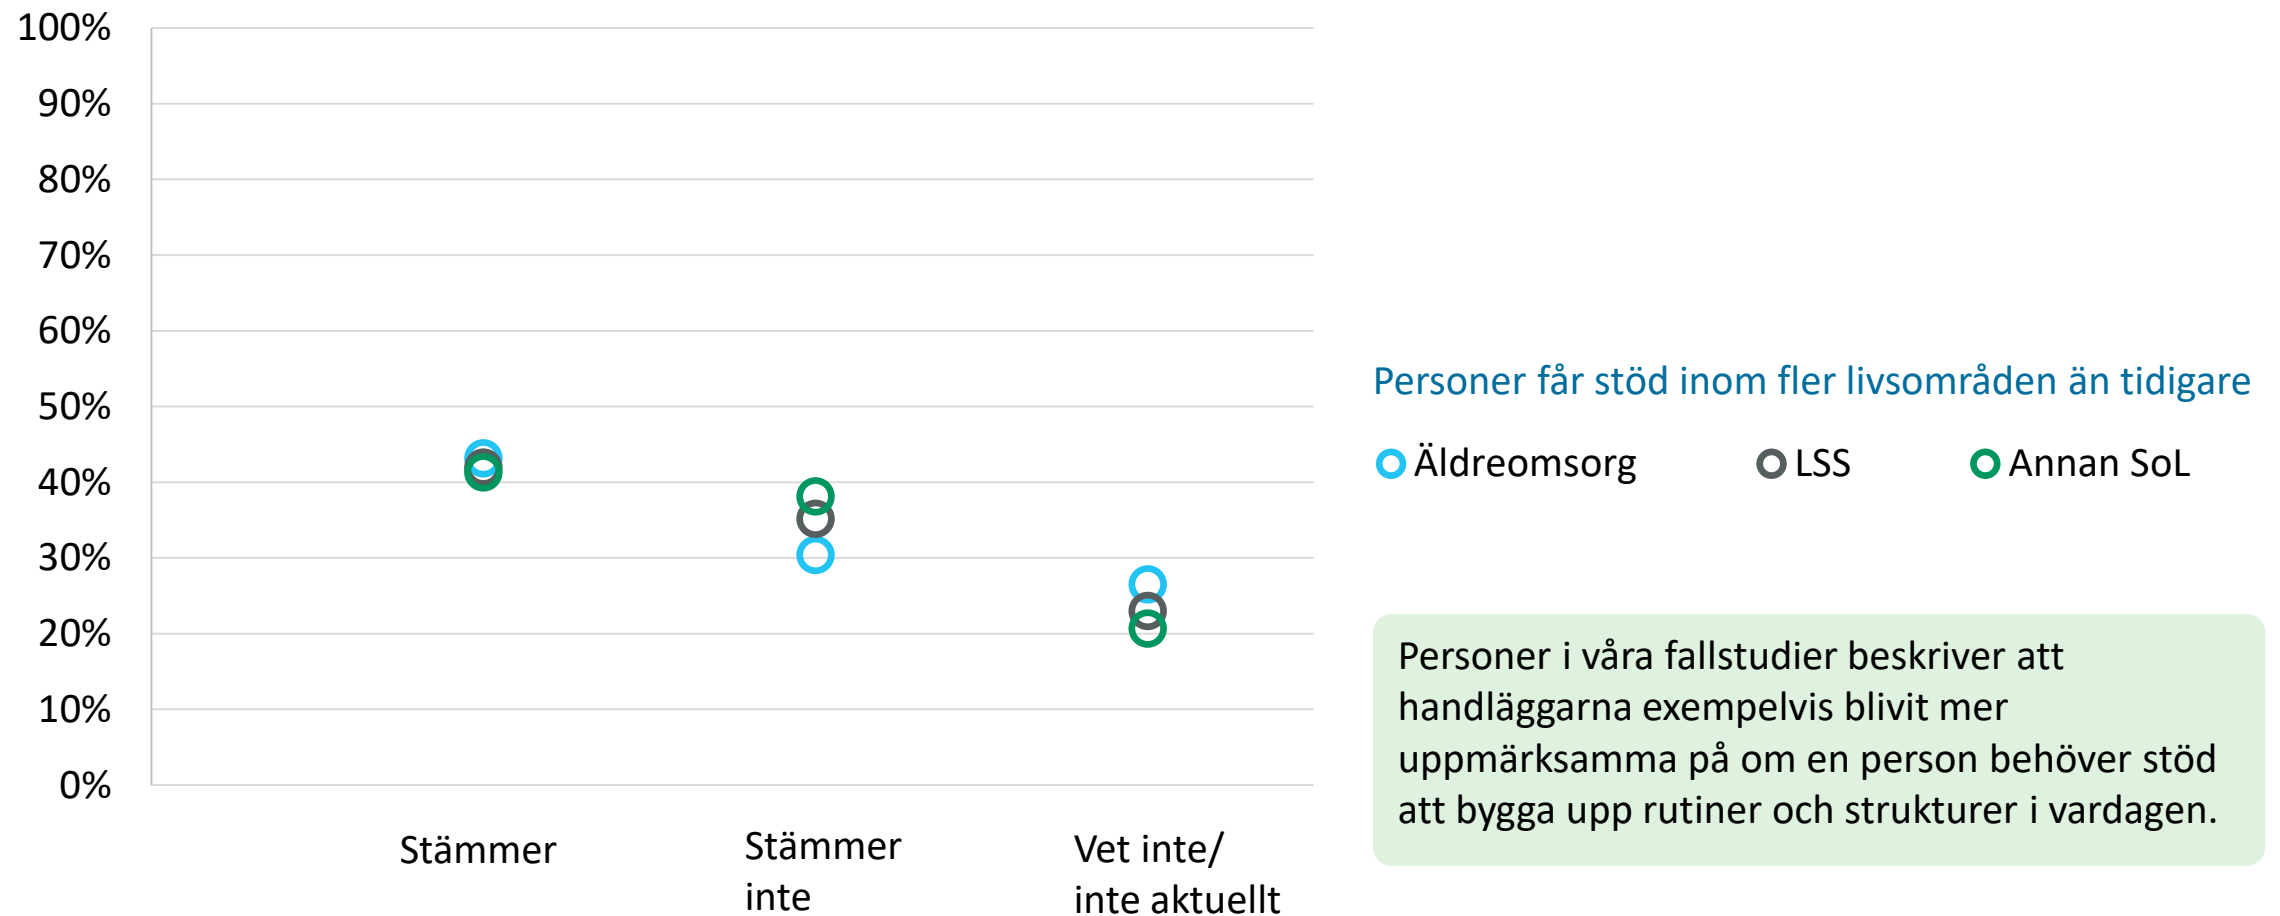 100%
90%
80%
70%
60%
50%
40%
30%
20%
10%
0%
Stämmer
Stämmer
inte
Vet inte/
inte aktuellt
Personer får stöd inom fler livsområden än tidigare
Äldreomsorg
LSS
Annan SoL
Personer i våra fallstudier beskriver att
handläggarna exempelvis blivit mer
uppmärksamma på om en person behöver stöd
att bygga upp rutiner och strukturer i vardagen.